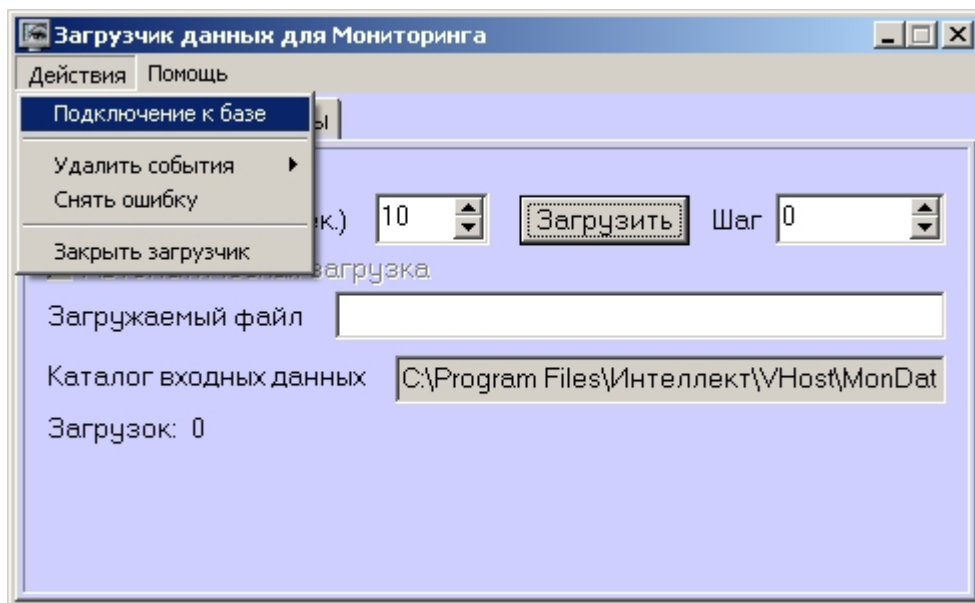 Загрузчик данных для Мониторинга
Действия Помощь
Подключение к базе
Удалить события
Снять ошибку
Закрыть загрузчик
10 Загрузить Шаг 0
загрузка
Загружаемый файл
Каталог входных данных C:\Program Files\Интеллект\VHost\MonDat
Загрузок: 0